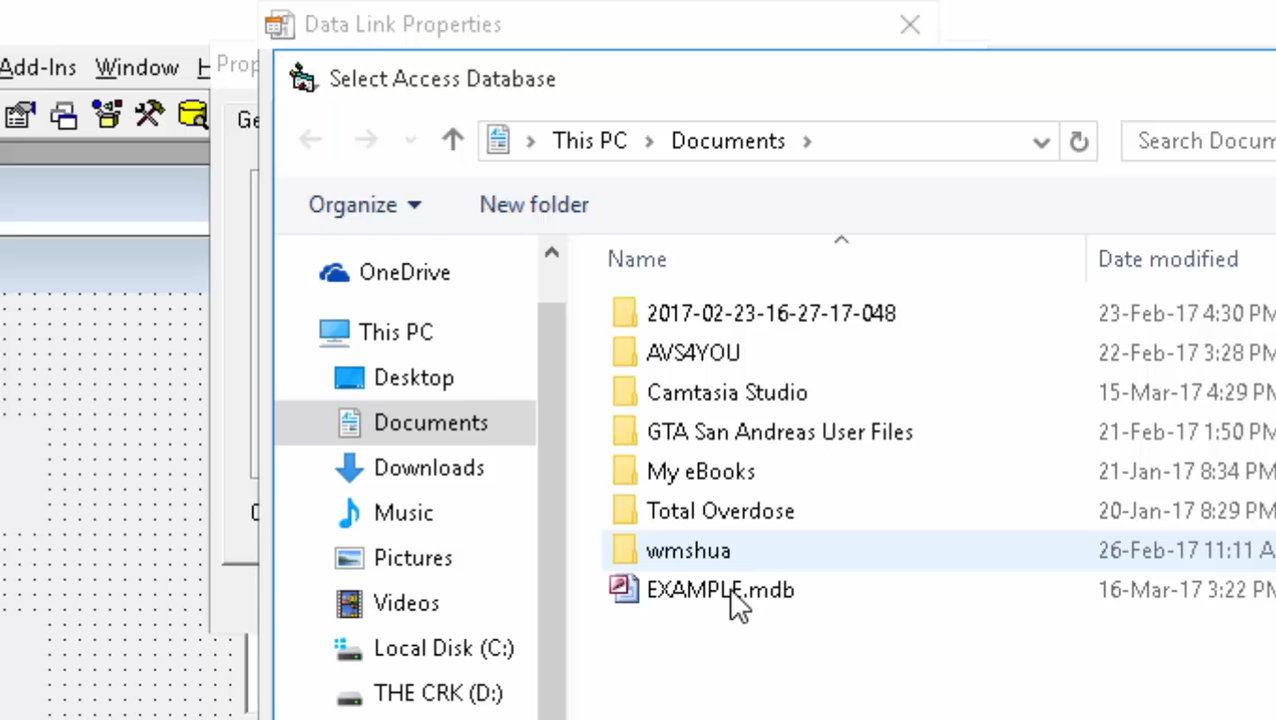 Data Link Properties
Add-Ins Window H Prop
Select Access Database
Ge
This PC Documents
Search Docum
Organize New folder
Name Date modified
OneDrive
This PC
Desktop
Documents
Downloads
Music
Pictures
Videos
Local Disk (C:)
THE CRK (D:)
2017-02-23-16-27-17-048 23-Feb-17 4:30 PM
AVS4YOU 22-Feb-17 3:28 PM
Camtasia Studio 15-Mar-17 4:29 PM
GTA San Andreas User Files 21-Feb-17 1:50 PM
My eBooks 21-Jan-17 8:34 PM
Total Overdose 20-Jan-17 8:29 PM
wmshua 26-Feb-17 11:11 A
EXAMPLE.mdb 16-Mar-17 3:22 PM